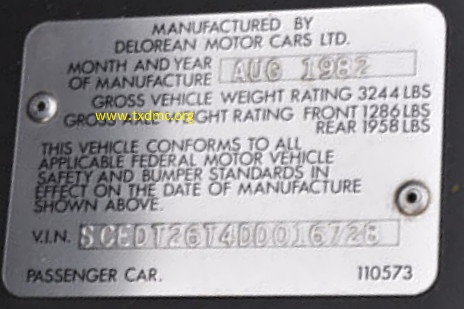 MANUFACTURED BY
DELOREAN MOTOR CARS LTD.
MONTH AND YEAR
OF MANUFACTURE AUG 1982
GROSS VEHICLE WEIGHT RATING 3244 LBS
www.txdmc.org
GROSS AXLE WEIGHT RATING FRONT 1286 LBS
REAR 1958 LBS
THIS VEHICLE CONFORMS TO ALL
APPLICABLE FEDERAL MOTOR VEHICLE
SAFETY AND BUMPER STANDARDS IN
EFFECT ON THE DATE OF MANUFACTURE
SHOWN ABOVE.
V.I.N. SCEDT26T4DD016728
PASSENGER CAR. 110573